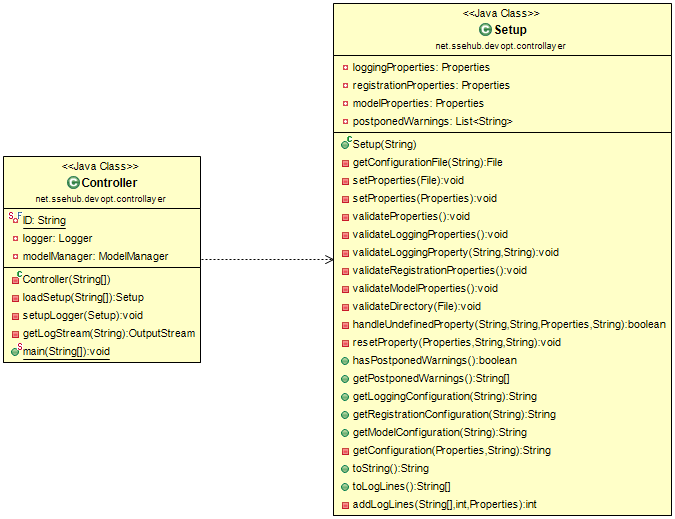 <<Java Class>>
Controller
net.ssehub.devopt.controllayer
ID: String
logger: Logger
modelManager: ModelManager
Controller(String[])
loadSetup(String[]):Setup
setupLogger(Setup):void
getLogStream(String):OutputStream
main(String[]):void
<<Java Class>>
Setup
net.ssehub.devopt.controllayer
loggingProperties: Properties
registrationProperties: Properties
modelProperties: Properties
postponedWarnings: List<String>
Setup(String)
getConfigurationFile(String):File
setProperties(File):void
setProperties(Properties):void
validateProperties():void
validateLoggingProperties():void
validateLoggingProperty(String,String):void
validateRegistrationProperties():void
validateModelProperties():void
validateDirectory(File):void
handleUndefinedProperty(String,String,Properties,String):boolean
resetProperty(Properties,String,String):void
hasPostponedWarnings():boolean
getPostponedWarnings():String[]
getLoggingConfiguration(String):String
getRegistrationConfiguration(String):String
getModelConfiguration(String):String
getConfiguration(Properties,String):String
toString():String
toLogLines():String[]
addLogLines(String[],int,Properties):int